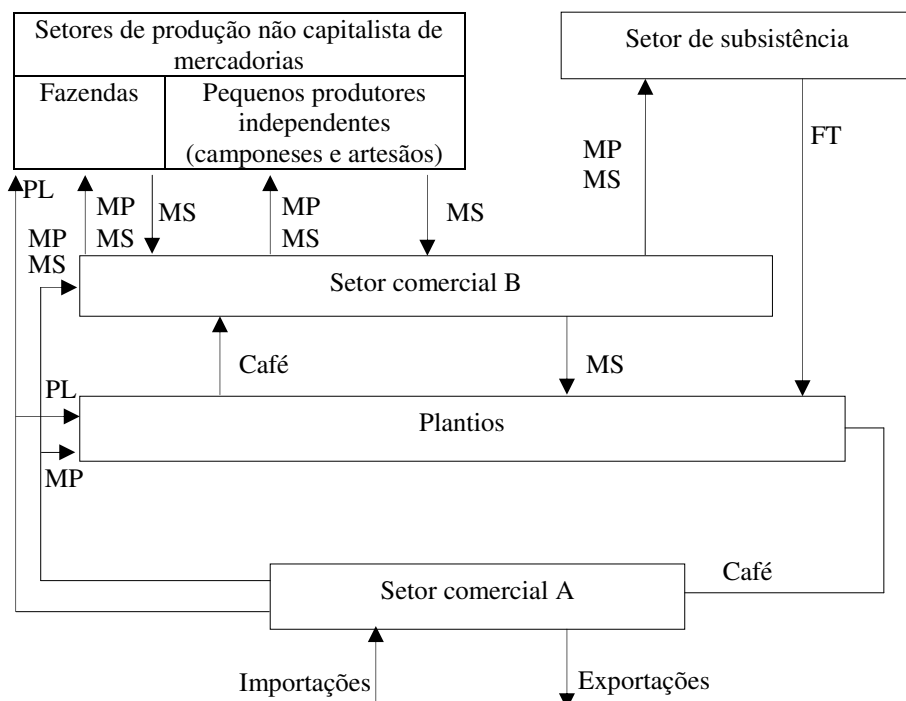 Setores de produção não capitalista de
mercadorias
Setor de subsistência
Fazendas
Pequenos produtores
independentes
(camponeses e artesãos)
FT
MP
MS
PL
MP
MS
MS
MP
MS
MS
MP
MS
Setor comercial B
Café
MS
PL
Plantios
MP
Café
Setor comercial A
Importações
Exportações